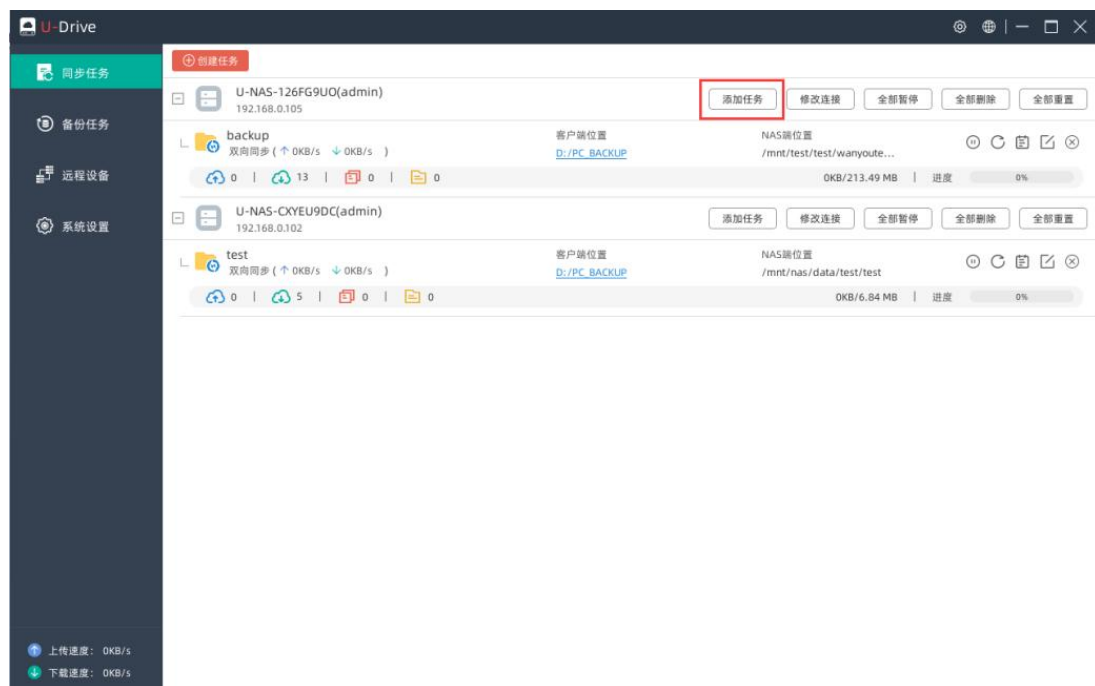 U-Drive
同步任务
备份任务
远程设备
系统设置
上传速度: 0KB/s
下载速度: 0KB/s
创建任务
U-NAS-126FG9UO(admin)
192.168.0.105
添加任务 修改连接 全部暂停 全部删除 全部重置
backup 客户端位置 NAS端位置
双向同步 ( 0KB/s 0KB/s ) D:/PC_BACKUP /mnt/test/test/wanyoute...
0 | 13 | 0 | 0 0KB/213.49 MB | 进度 0%
U-NAS-CXYEU9DC(admin)
192.168.0.102
添加任务 修改连接 全部暂停 全部删除 全部重置
test 客户端位置 NAS端位置
双向同步 ( 0KB/s 0KB/s ) D:/PC_BACKUP /mnt/nas/data/test/test
0 | 5 | 0 | 0 0KB/6.84 MB | 进度 0%